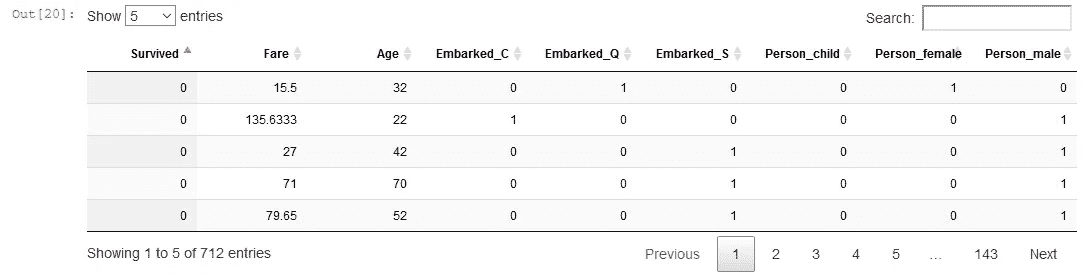 Out[20]: Show 5 entries Search:
Survived Fare Age Embarked_C Embarked_Q Embarked_S Person_child Person_female Person_male
0 15.5 32 0 1 0 0 1 0
0 135.6333 22 1 0 0 0 0 1
0 27 42 0 0 1 0 0 1
0 71 70 0 0 1 0 0 1
0 79.65 52 0 0 1 0 0 1
Showing 1 to 5 of 712 entries Previous 1 2 3 4 5 ... 143 Next